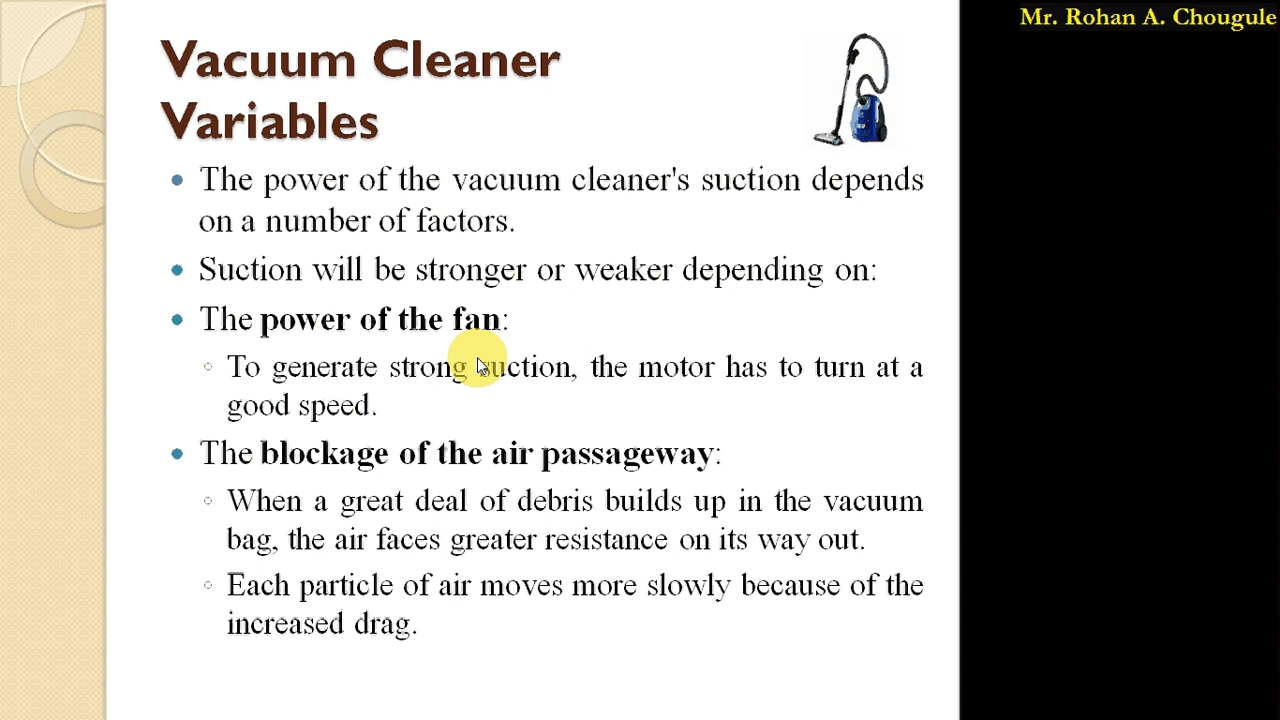 Mr. Rohan A. Chougule
Vacuum Cleaner
Variables
The power of the vacuum cleaner's suction depends
on a number of factors.
Suction will be stronger or weaker depending on:
The power of the fan:
To generate strong suction, the motor has to turn at a
good speed.
The blockage of the air passageway:
When a great deal of debris builds up in the vacuum
bag, the air faces greater resistance on its way out.
Each particle of air moves more slowly because of the
increased drag.